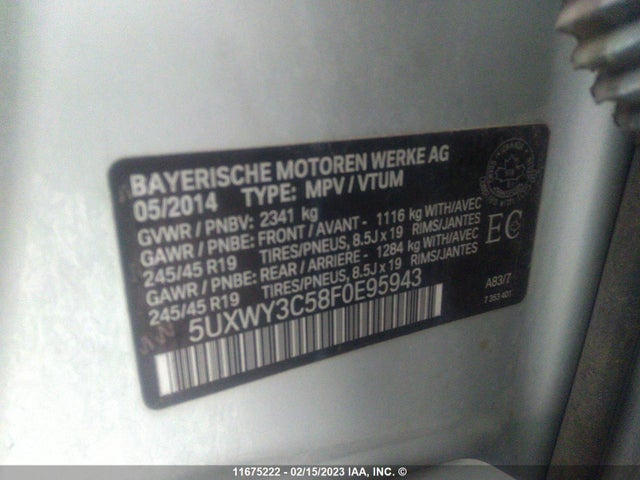 BAYERISCHE MOTOREN WERKE AG
05/2014 TYPE: MPV / VTUM
GVWR / PNBV: 2341 kg
GAWR / PNBE: FRONT / AVANT - 1116 kg WITH/AVEC
245/45 R19 TIRES/PNEUS, 8.5J x 19 RIMS/JANTES
GAWR / PNBE: REAR / ARRIERE - 1284 kg WITH/AVEC
245/45 R19 TIRES/PNEUS, 8.5J x 19 RIMS/JANTES
5UXWY3C58F0E95943
EC
A83/7
7 353 401
11675222 - 02/15/2023 IAA, INC. ©